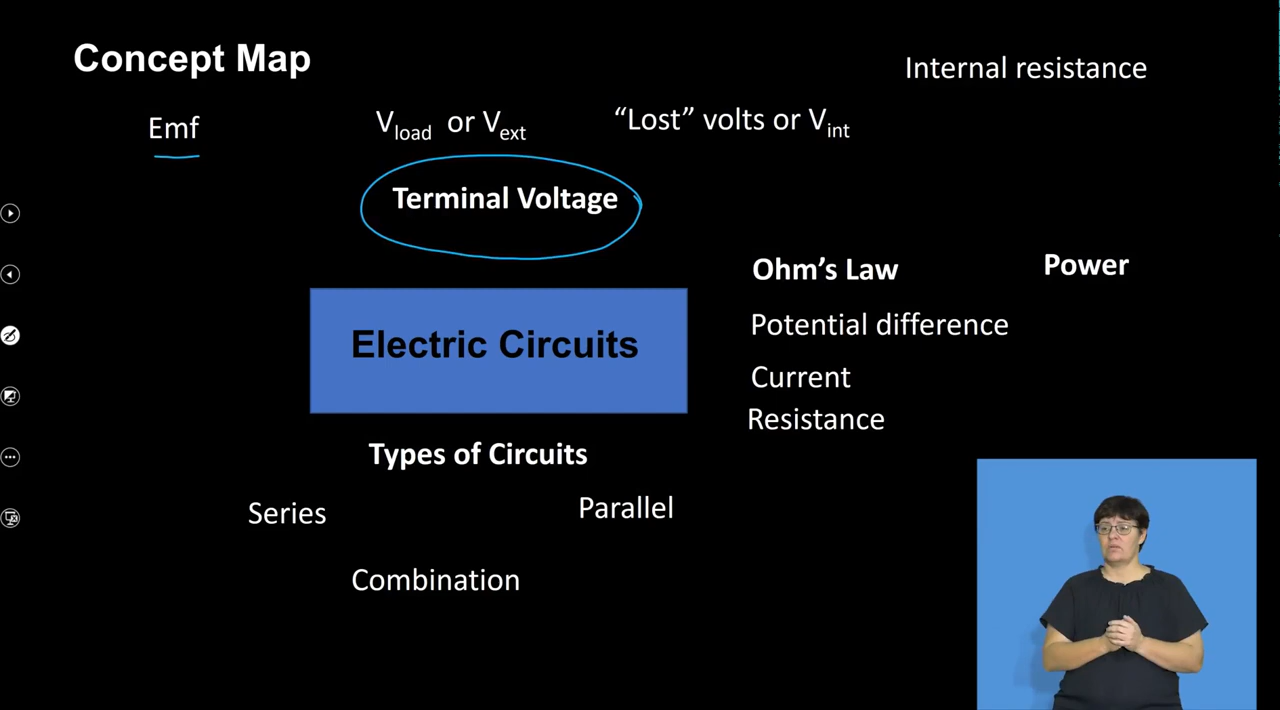 Concept Map
Internal resistance
Emf
Vload or Vext
“Lost” volts or Vint
Terminal Voltage
Ohm’s Law
Power
Electric Circuits
Potential difference
Current
Resistance
Types of Circuits
Series
Parallel
Combination